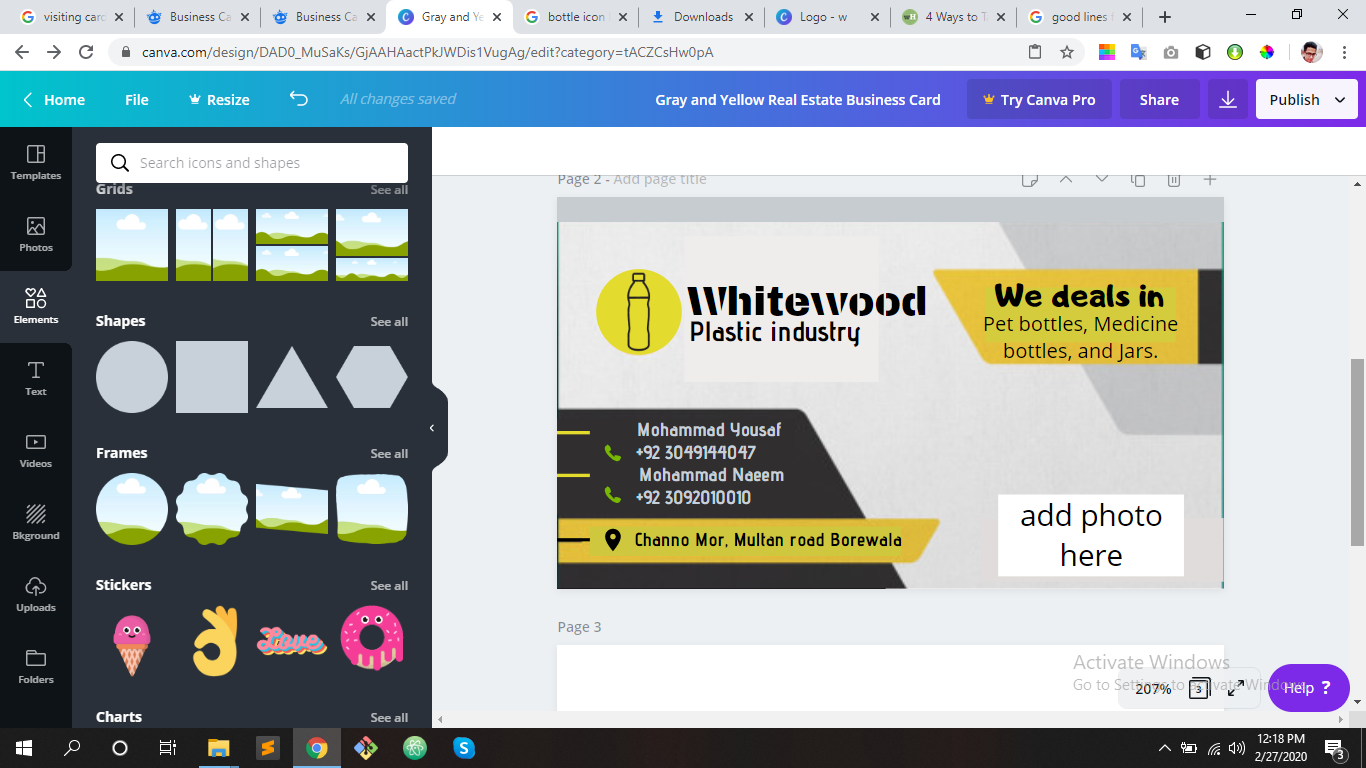 visiting card
Business Ca
Business Ca
Gray and Ye
bottle icon
Downloads
Logo - w
wH
4 Ways to T
good lines f
canva.com/design/DAD0_MuSaKs/GjAAHAactPkJWDis1VugAg/edit?category=tACZCsHw0pA
Home
File
Resize
All changes saved
Gray and Yellow Real Estate Business Card
Try Canva Pro
Share
Publish
Templates
Photos
Elements
Text
Videos
Bkground
Uploads
Folders
Search icons and shapes
Grids
See all
Shapes
See all
Frames
See all
Stickers
See all
Love
Charts
See all
Page 2 - Add page title
Whitewood
Plastic industry
We deals in
Pet bottles, Medicine
bottles, and Jars.
Mohammad Yousaf
+92 3049144047
Mohammad Naeem
+92 3092010010
Channo Mor, Multan road Borewala
add photo
here
Page 3
Activate Windows
Go to Settings to activate Windows.
207%
3
Help ?
12:18 PM
2/27/2020
3